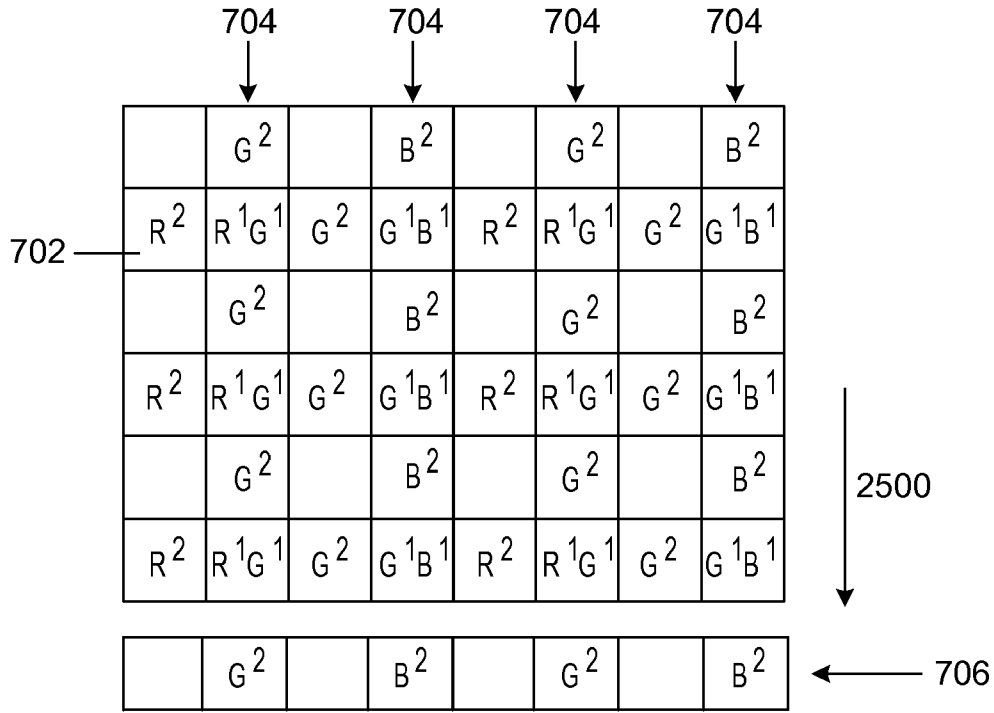 704 704 704 704
G² B² G² B²
R² R¹G¹ G² G¹B¹ R² R¹G¹ G² G¹B¹
702
G² B² G² B²
R² R¹G¹ G² G¹B¹ R² R¹G¹ G² G¹B¹
G² B² G² B²
2500
R² R¹G¹ G² G¹B¹ R² R¹G¹ G² G¹B¹
G² B² G² B² 706